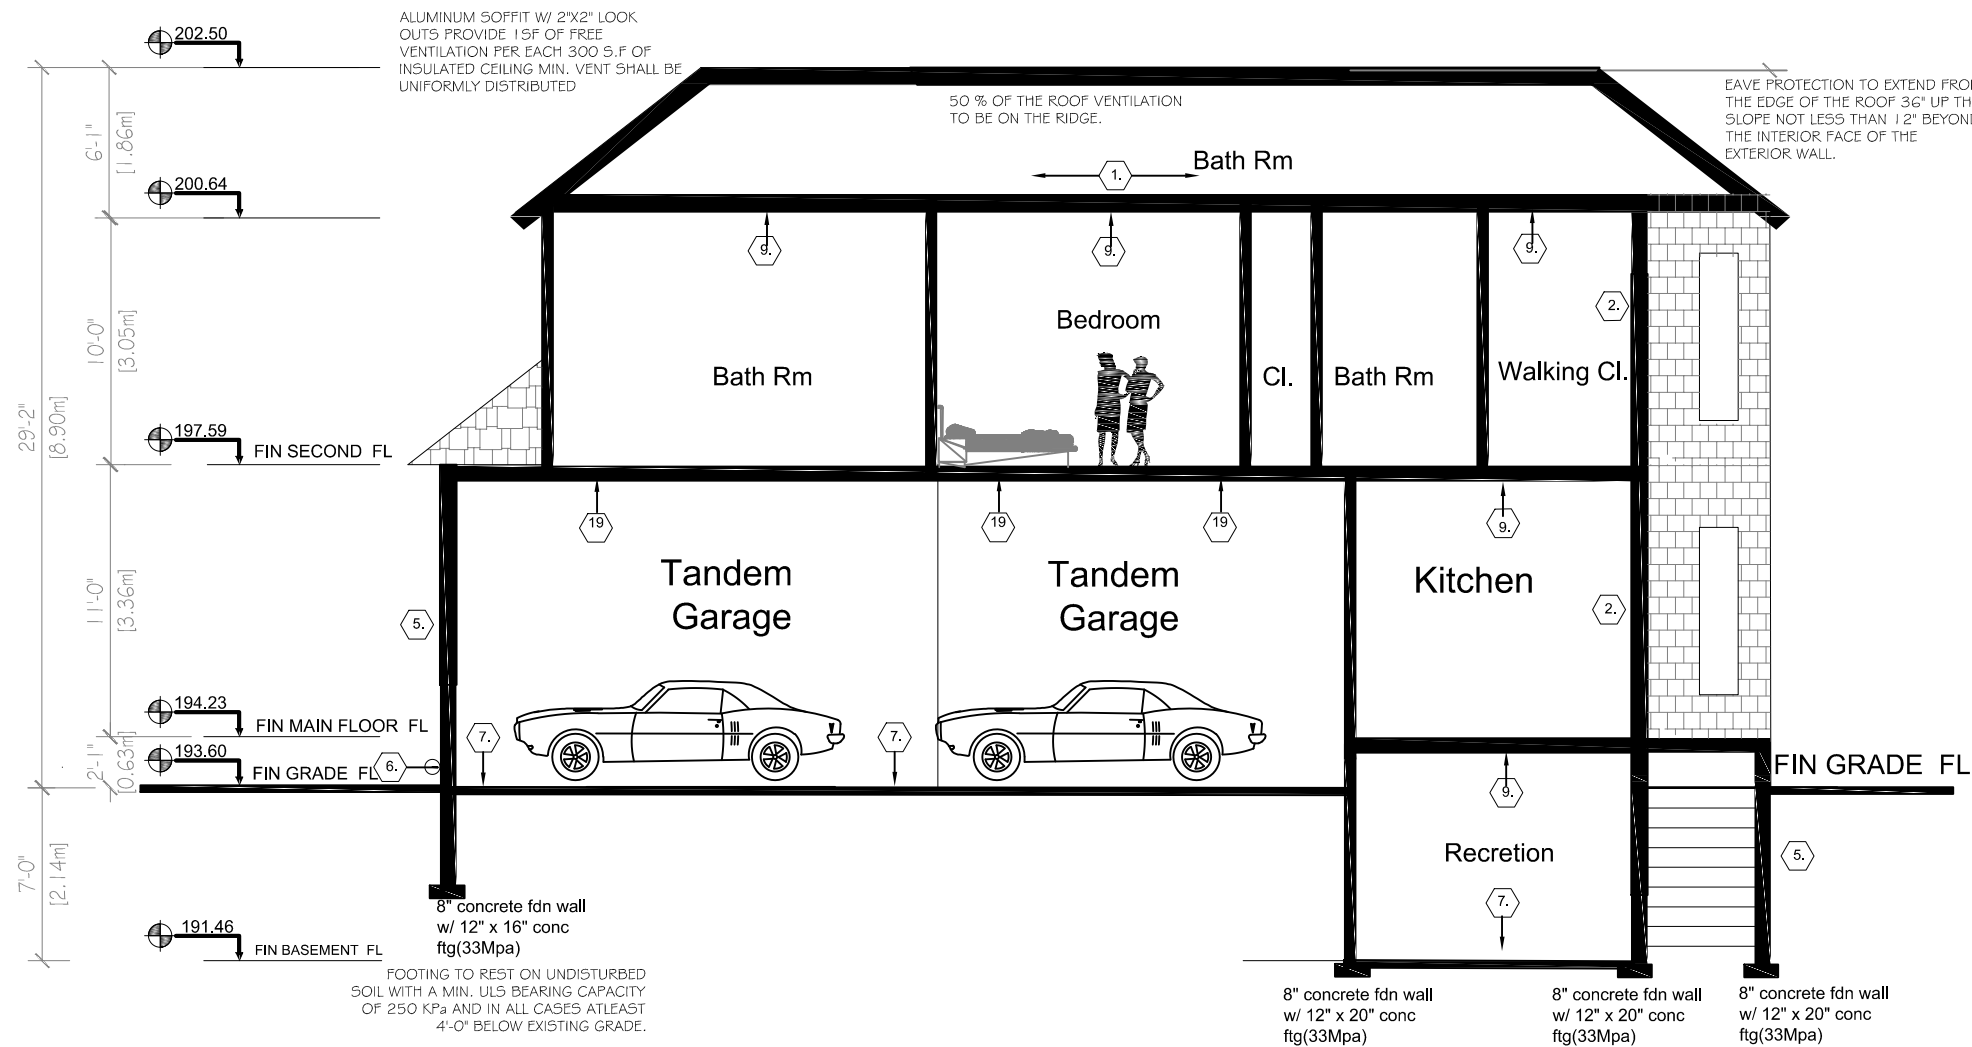 202.50
ALUMINUM SOFFIT W/ 2"X2" LOOK
OUTS PROVIDE 1SF OF FREE
VENTILATION PER EACH 300 S.F OF
INSULATED CEILING MIN. VENT SHALL BE
UNIFORMLY DISTRIBUTED
50 % OF THE ROOF VENTILATION
TO BE ON THE RIDGE.
EAVE PROTECTION TO EXTEND FRO
THE EDGE OF THE ROOF 36" UP TH
SLOPE NOT LESS THAN 12" BEYOND
THE INTERIOR FACE OF THE
EXTERIOR WALL.
6'-1"
[1.86m]
Bath Rm
1.
200.64
9.
9.
9.
10'-0"
[3.05m]
Bedroom
2.
Bath Rm
Cl.
Bath Rm
Walking Cl.
29'-2"
[8.90m]
197.59
FIN SECOND FL
19
19
19
9.
11'-0"
[3.36m]
Tandem
Garage
Tandem
Garage
Kitchen
5.
2.
194.23
FIN MAIN FLOOR FL
2'-1"
[0.63m]
193.60
FIN GRADE FL
6.
7.
7.
FIN GRADE FL
9.
Recretion
5.
7.
7'-0"
[2.14m]
191.46
FIN BASEMENT FL
8" concrete fdn wall
w/ 12" x 16" conc
ftg(33Mpa)
FOOTING TO REST ON UNDISTURBED
SOIL WITH A MIN. ULS BEARING CAPACITY
OF 250 KPa AND IN ALL CASES ATLEAST
4'-0" BELOW EXISTING GRADE.
8" concrete fdn wall
w/ 12" x 20" conc
ftg(33Mpa)
8" concrete fdn wall
w/ 12" x 20" conc
ftg(33Mpa)
8" concrete fdn wall
w/ 12" x 20" conc
ftg(33Mpa)